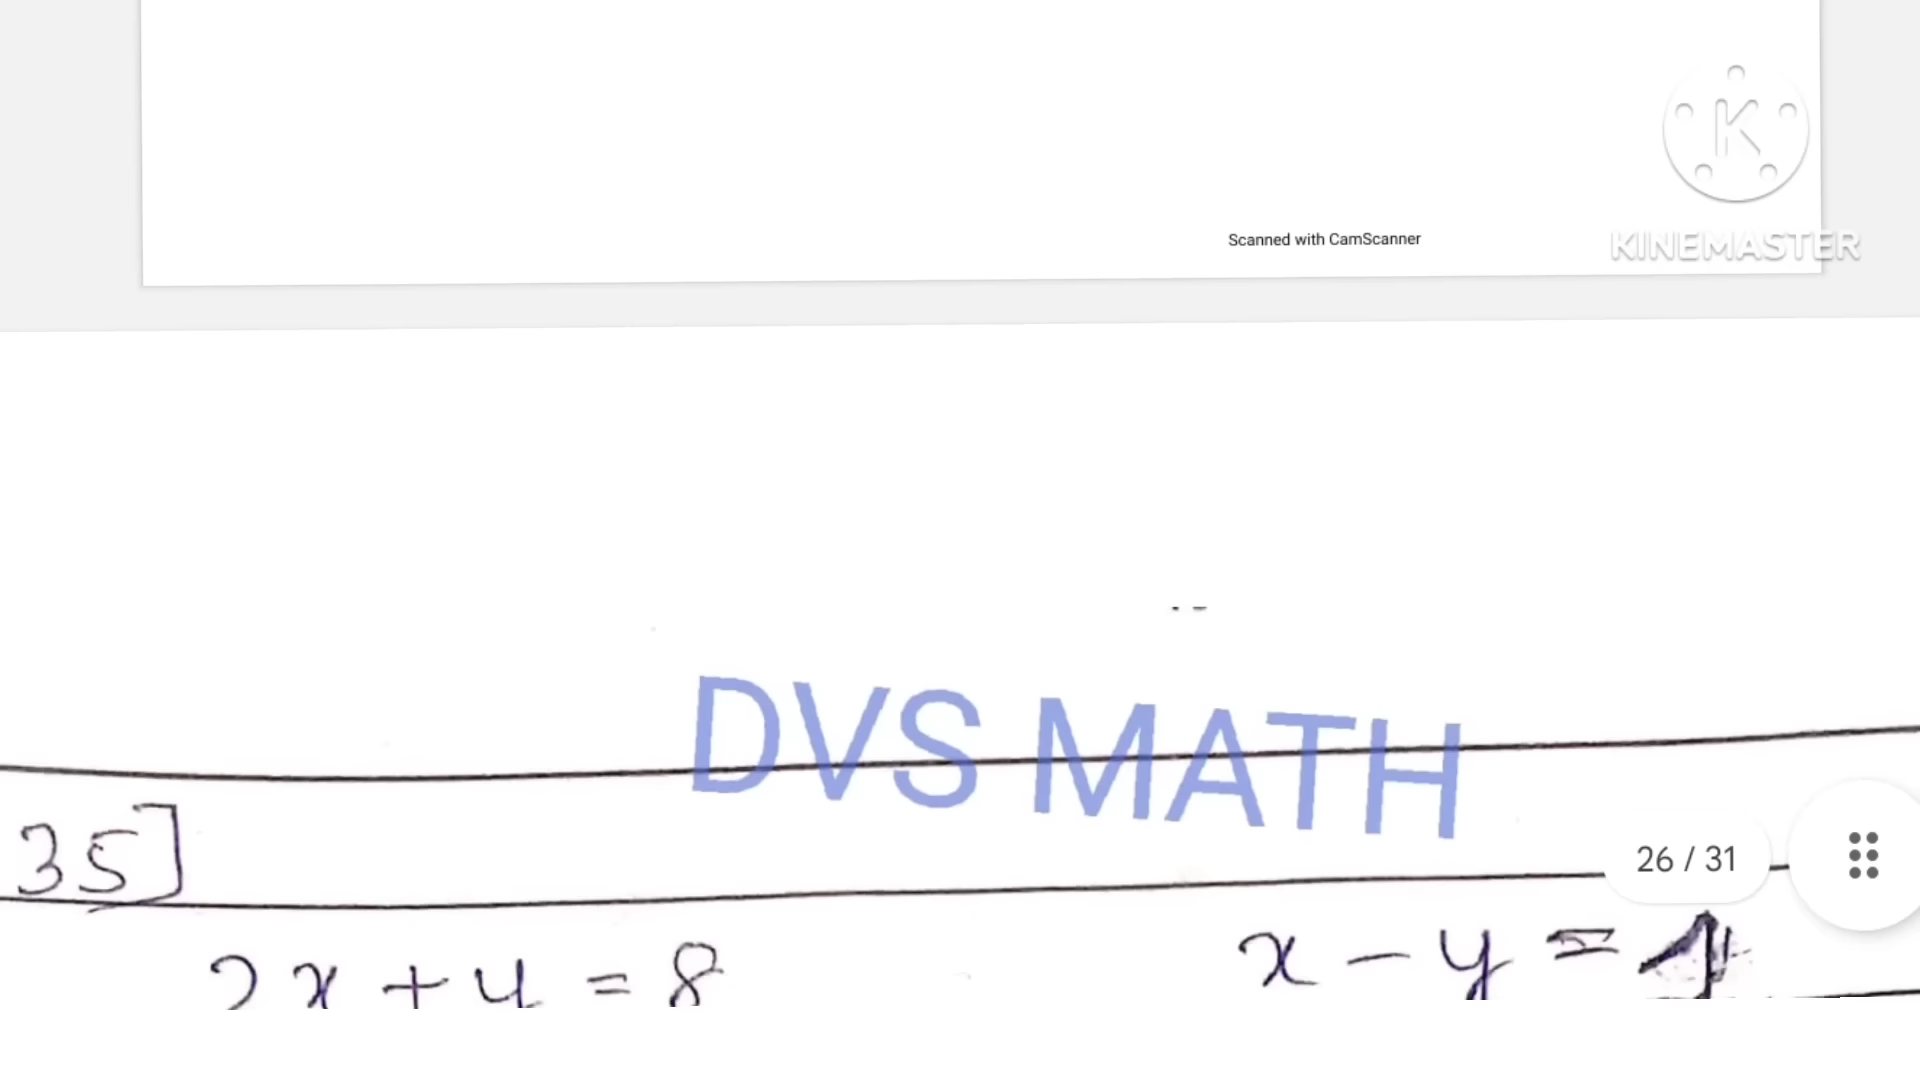 K
KINEMASTER
Scanned with CamScanner
DVS MATH
35]
26 / 31
2x + y = 8
x - y = 1